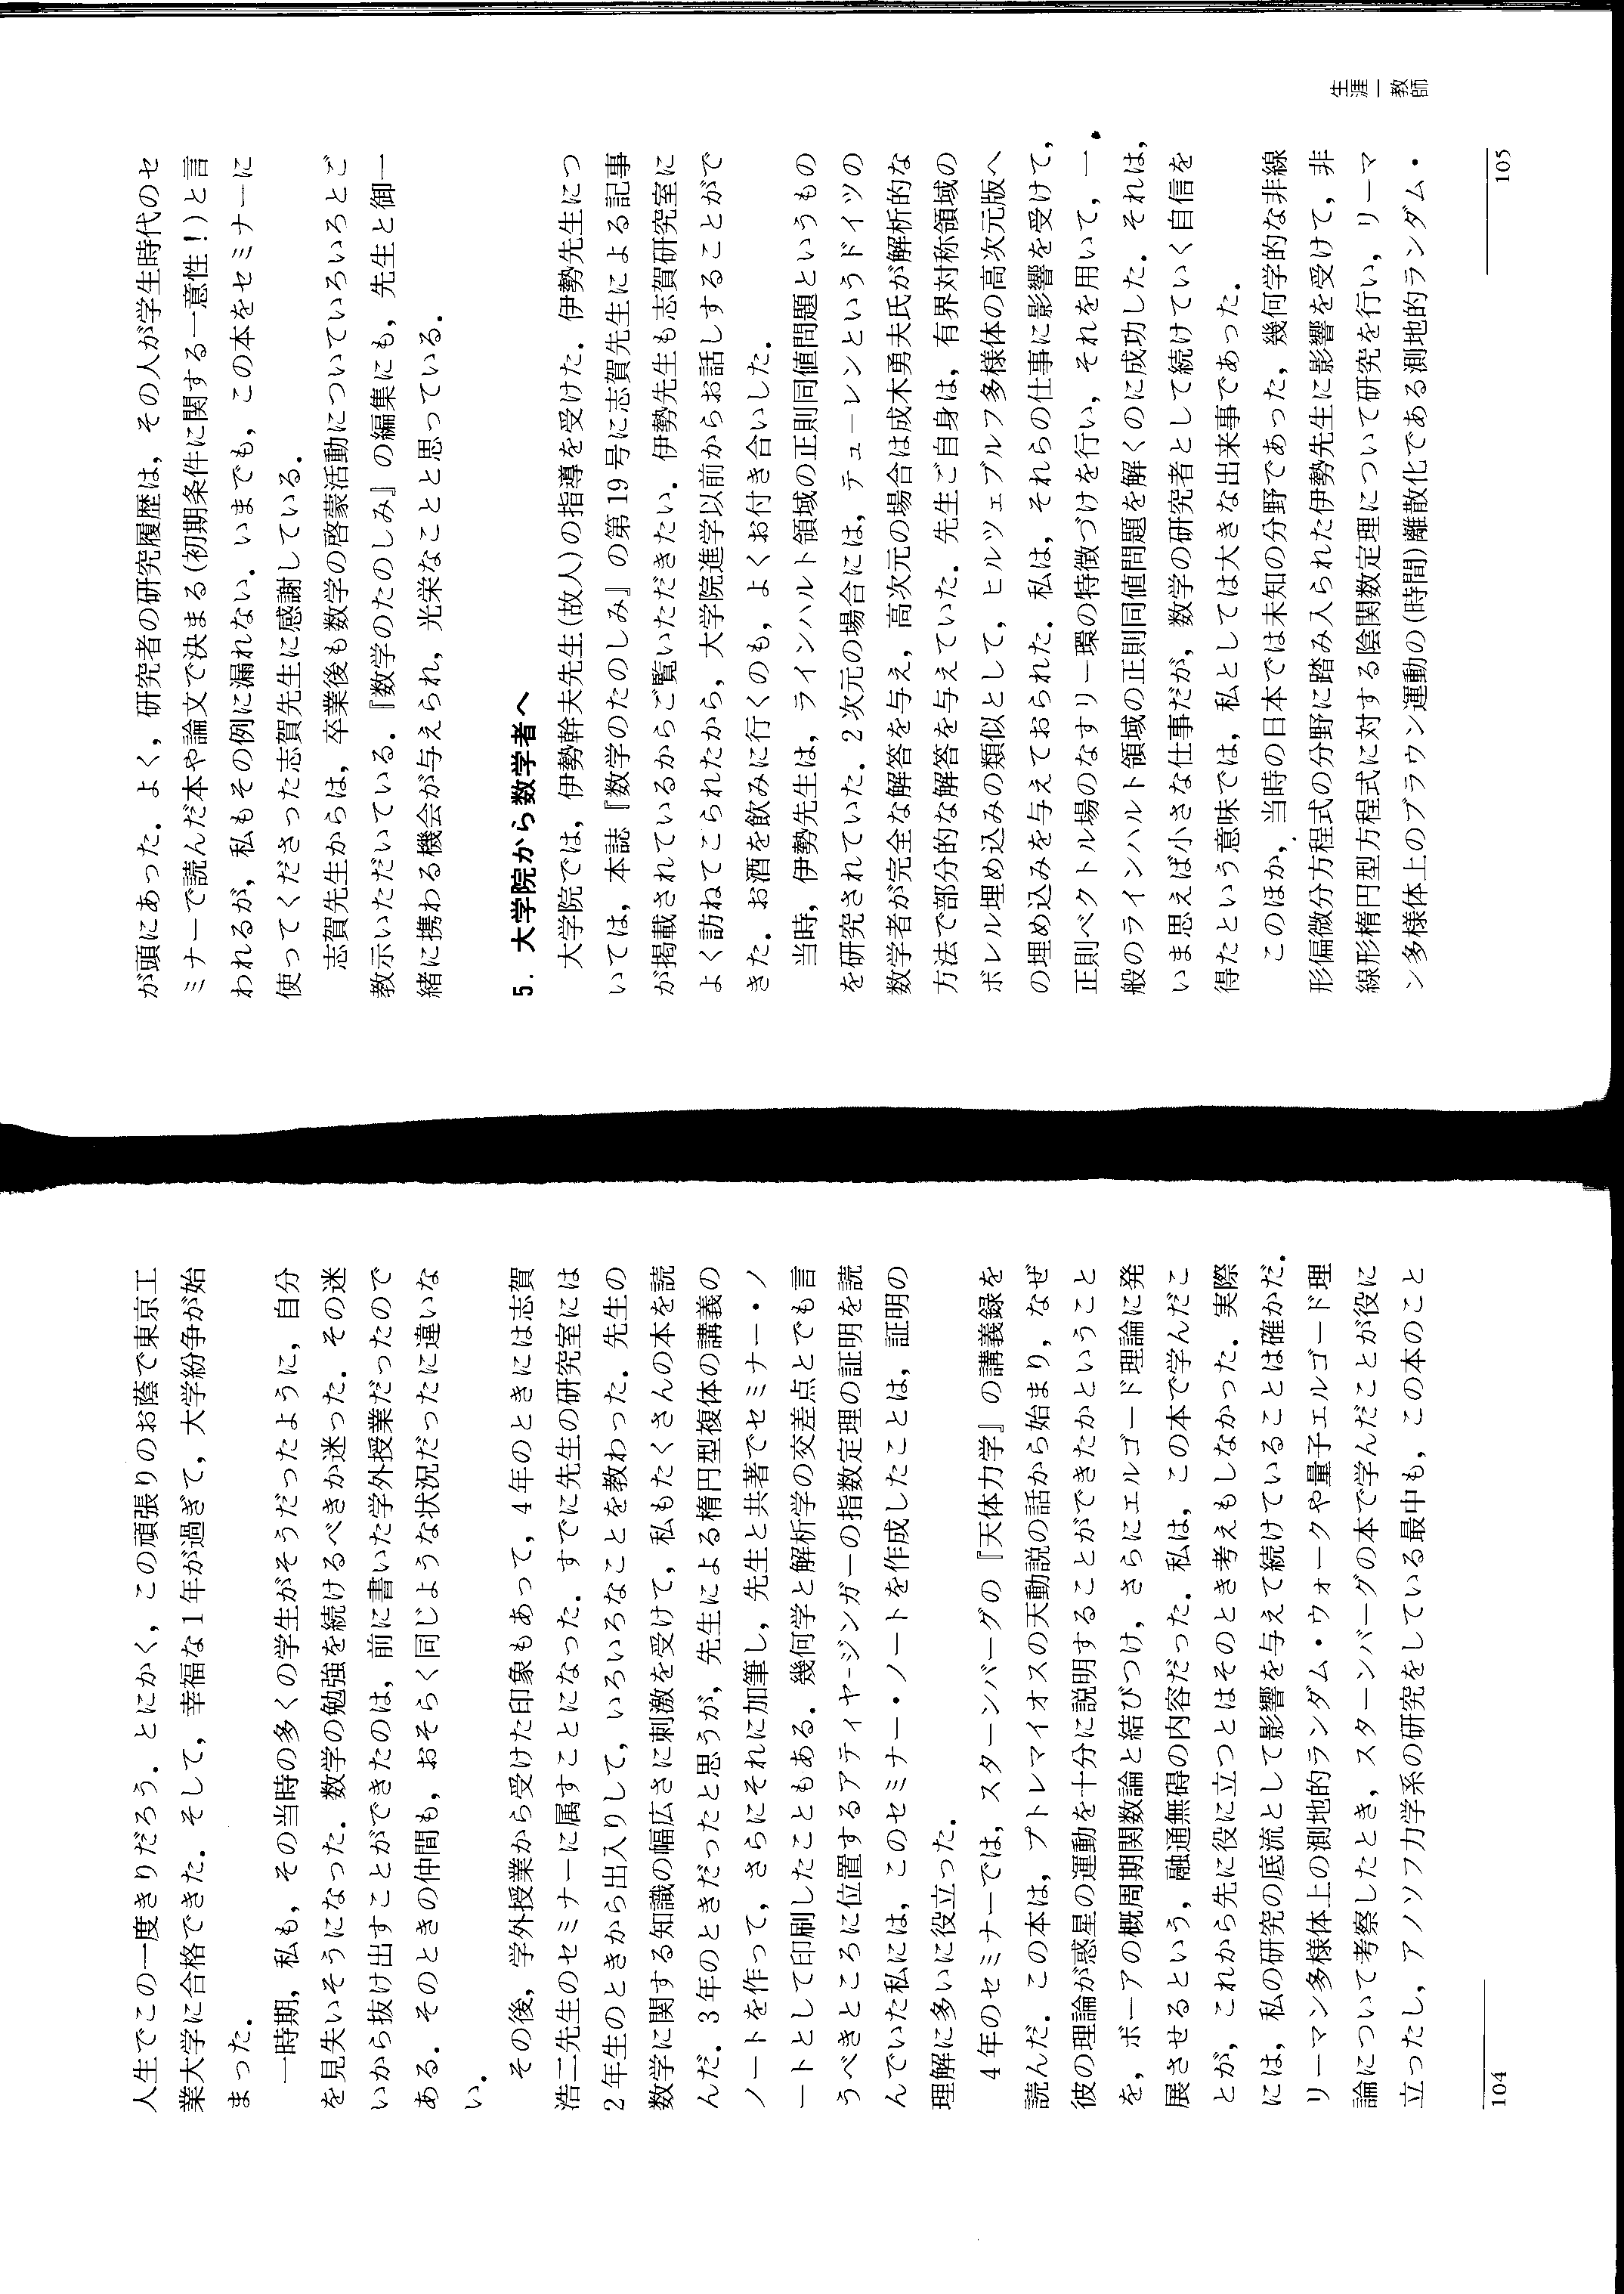 人生でこの一度きりだろう．とにかく，この頑張りのお蔭で東京工
業大学に合格できた．そして，幸福な1年が過ぎて，大学紛争が始
まった．
一時期，私も，その当時の多くの学生がそうだったように，自分
を見失いそうになった．数学の勉強を続けるべきか迷った．その迷
いから抜け出すことができたのは，前に書いた学外授業だったので
ある．そのときの仲間も，おそらく同じような状況だったに違いな
い．
その後，学外授業から受けた印象もあって，4年のときには志賀
浩二先生のセミナーに属すことになった．すでに先生の研究室には
2年生のときから出入りして，いろいろなことを教わった．先生の
数学に関する知識の幅広さに刺激を受けて，私もたくさんの本を読
んだ．3年のときだったと思うが，先生による楕円型複体の講義の
ノートを作って，さらにそれに加筆し，先生と共著でセミナー・ノ
ートとして印刷したこともある．幾何学と解析学の交差点とでも言
うべきところに位置するアティヤ-ジンガーの指数定理の証明を読
んでいた私には，このセミナー・ノートを作成したことは，証明の
理解に多いに役立った．
4年のセミナーでは，スターンバーグの『天体力学』の講義録を
読んだ．この本は，プトレマイオスの天動説の話から始まり，なぜ
彼の理論が惑星の運動を十分に説明することができたかということ
を，ボーアの概周期関数論と結びつけ，さらにエルゴード理論に発
展させるという，融通無碍の内容だった．私は，この本で学んだこ
とが，これから先に役に立つとはそのとき考えもしなかった．実際
には，私の研究の底流として影響を与えて続けていることは確かだ．
リーマン多様体上の測地的ランダム・ウォークや量子エルゴード理
論について考察したとき，スターンバーグの本で学んだことが役に
立ったし，アノソフ力学系の研究をしている最中も，この本のこと
104
が頭にあった．よく，研究者の研究履歴は，その人が学生時代のセ
ミナーで読んだ本や論文で決まる(初期条件に関する一意性！)と言
われるが，私もその例に漏れない．いまでも，この本をセミナーに
使ってくださった志賀先生に感謝している．
志賀先生からは，卒業後も数学の啓蒙活動についていろいろとご
教示いただいている．『数学のたのしみ』の編集にも，先生と御一
緒に携わる機会が与えられ，光栄なことと思っている．
5. 大学院から数学者へ
大学院では，伊勢幹夫先生(故人)の指導を受けた．伊勢先生につ
いては，本誌『数学のたのしみ』の第19号に志賀先生による記事
が掲載されているからご覧いただきたい．伊勢先生も志賀研究室に
よく訪ねてこられたから，大学院進学以前からお話しすることがで
きた．お酒を飲みに行くのも，よくお付き合いした．
当時，伊勢先生は，ラインハルト領域の正則同値問題というもの
を研究されていた．2次元の場合には，テューレンというドイツの
数学者が完全な解答を与え，高次元の場合は成木勇夫氏が解析的な
方法で部分的な解答を与えていた．先生ご自身は，有界対称領域の
ボレル埋め込みの類似として，ヒルツェブルフ多様体の高次元版へ
の埋め込みを与えておられた．私は，それらの仕事に影響を受けて，
正則ベクトル場のなすリー環の特徴づけを行い，それを用いて，一
般のラインハルト領域の正則同値問題を解くのに成功した．それは，
いま思えば小さな仕事だが，数学の研究者として続けていく自信を
得たという意味では，私としては大きな出来事であった．
このほか，当時の日本では未知の分野であった，幾何学的な非線
形偏微分方程式の分野に踏み入られた伊勢先生に影響を受けて，非
線形楕円型方程式に対する陰関数定理について研究を行い，リーマ
ン多様体上のブラウン運動の(時間)離散化である測地的ランダム・
生涯一教師
105